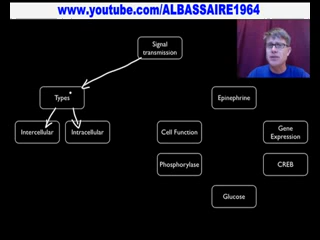 www.youtube.com/ALBASSAIRE1964
Signal
transmission
Types
Epinephrine
Intercellular
Intracellular
Cell Function
Gene
Expression
Phosphorylase
CREB
Glucose